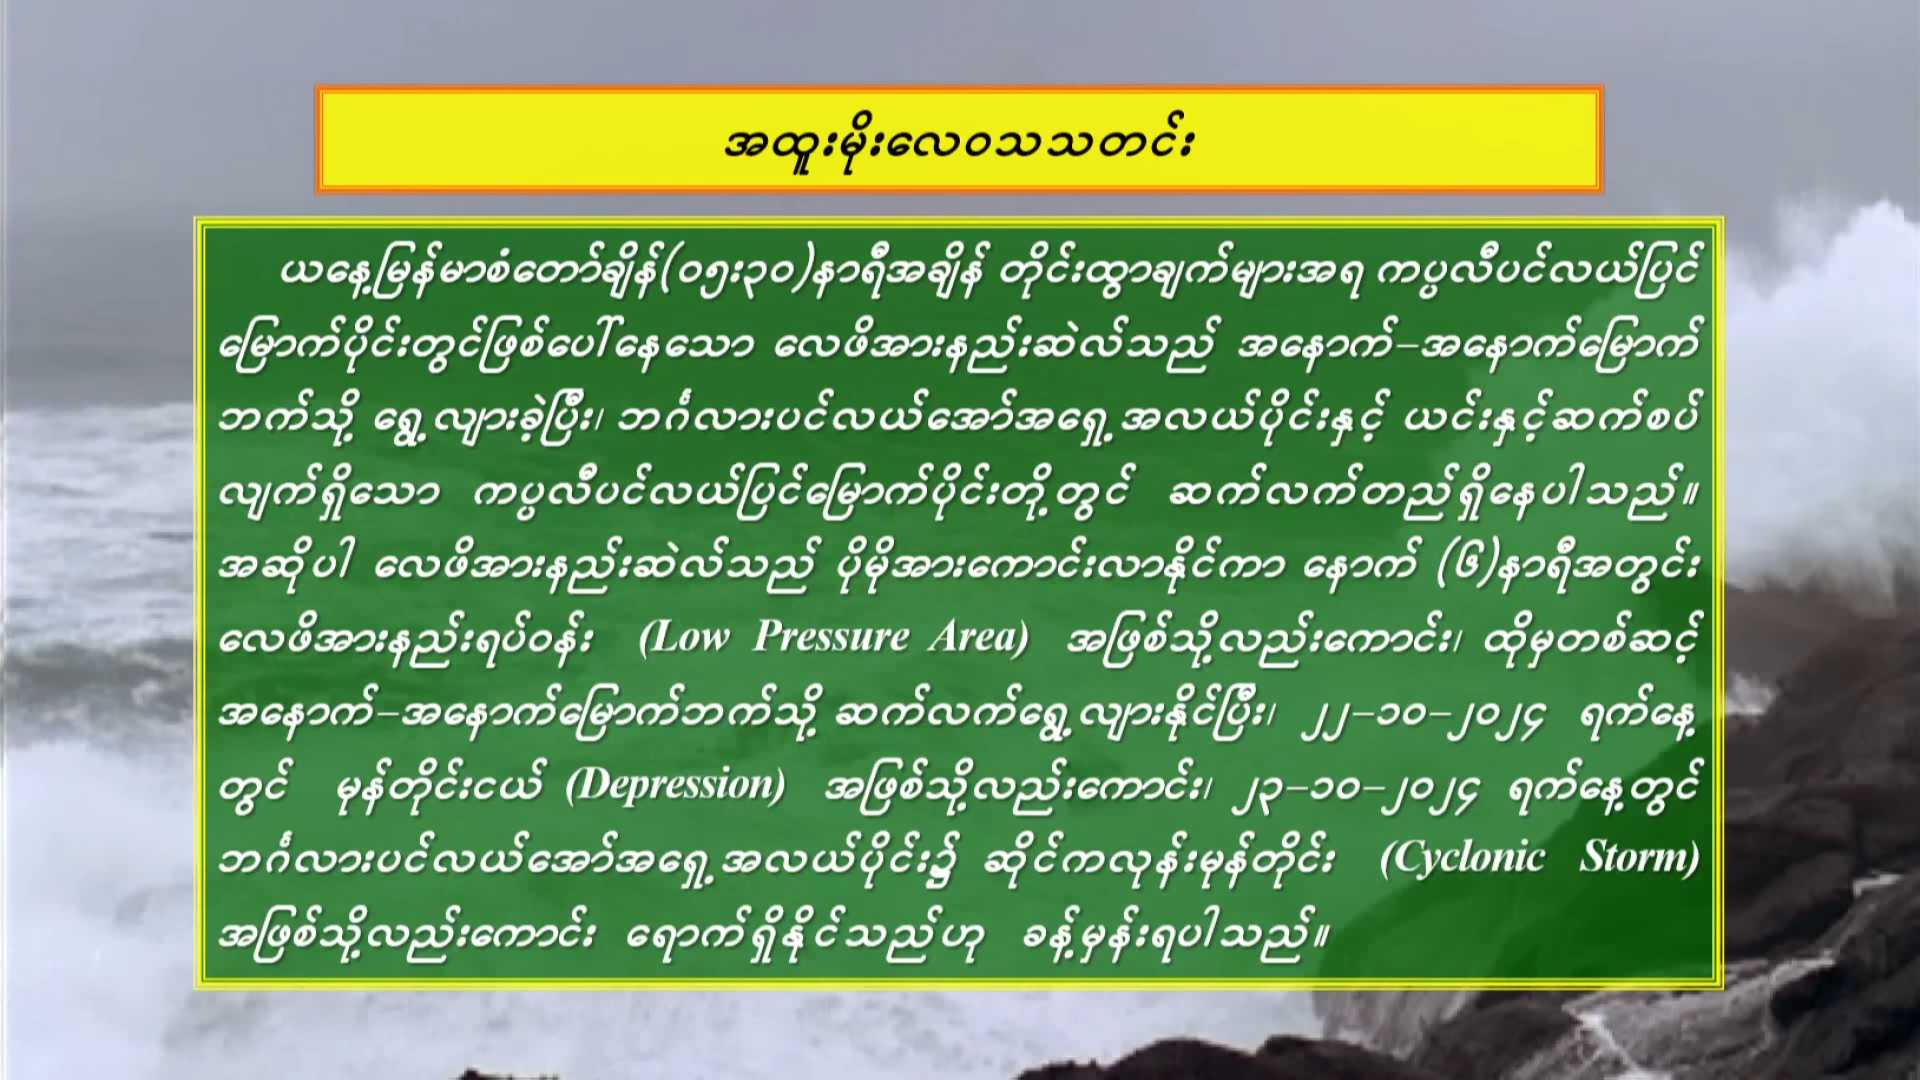 အထူးမိုးလေဝသသတင်း
ယနေ့မြန်မာစံတော်ချိန်(၀၅:၃၀)နာရီအချိန် တိုင်းထွာချက်များအရ ကပ္ပလီပင်လယ်ပြင်
မြောက်ပိုင်းတွင်ဖြစ်ပေါ်နေသော လေဖိအားနည်းဆဲလ်သည် အနောက်–အနောက်မြောက်
ဘက်သို့ ရွေ့လျားခဲ့ပြီး၊ ဘင်္ဂလားပင်လယ်အော်အရှေ့အလယ်ပိုင်းနှင့် ယင်းနှင့်ဆက်စပ်
လျက်ရှိသော ကပ္ပလီပင်လယ်ပြင်မြောက်ပိုင်းတို့တွင် ဆက်လက်တည်ရှိနေပါသည်။
အဆိုပါ လေဖိအားနည်းဆဲလ်သည် ပိုမိုအားကောင်းလာနိုင်ကာ နောက် (၆)နာရီအတွင်း
လေဖိအားနည်းရပ်ဝန်း (Low Pressure Area) အဖြစ်သို့လည်းကောင်း၊ ထိုမှတစ်ဆင့်
အနောက်–အနောက်မြောက်ဘက်သို့ ဆက်လက်ရွေ့လျားနိုင်ပြီး၊ ၂၂–၁၀–၂၀၂၄ ရက်နေ့
တွင် မုန်တိုင်းငယ် (Depression) အဖြစ်သို့လည်းကောင်း၊ ၂၃–၁၀–၂၀၂၄ ရက်နေ့တွင်
ဘင်္ဂလားပင်လယ်အော်အရှေ့အလယ်ပိုင်း၌ ဆိုင်ကလုန်းမုန်တိုင်း (Cyclonic Storm)
အဖြစ်သို့လည်းကောင်း ရောက်ရှိနိုင်သည်ဟု ခန့်မှန်းရပါသည်။